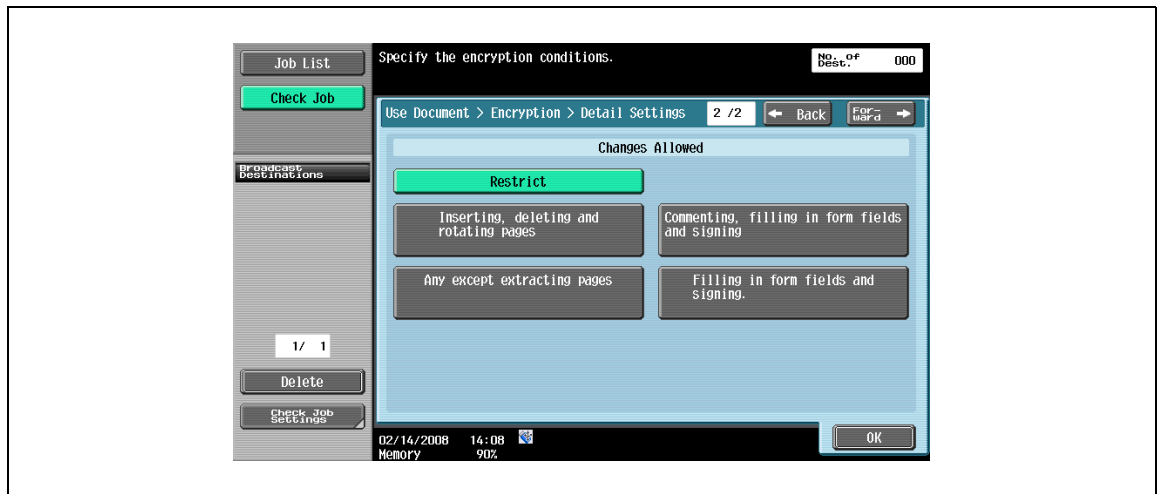 Job List
Check Job
Broadcast
Destinations
1/ 1
Delete
Check Job
Settings
Specify the encryption conditions.
No. of
Dest.
000
Use Document > Encryption > Detail Settings
2 /2
← Back
For-
ward →
Changes Allowed
Restrict
Inserting, deleting and
rotating pages
Commenting, filling in form fields
and signing
Any except extracting pages
Filling in form fields and
signing.
02/14/2008 14:08
Memory 90%
OK